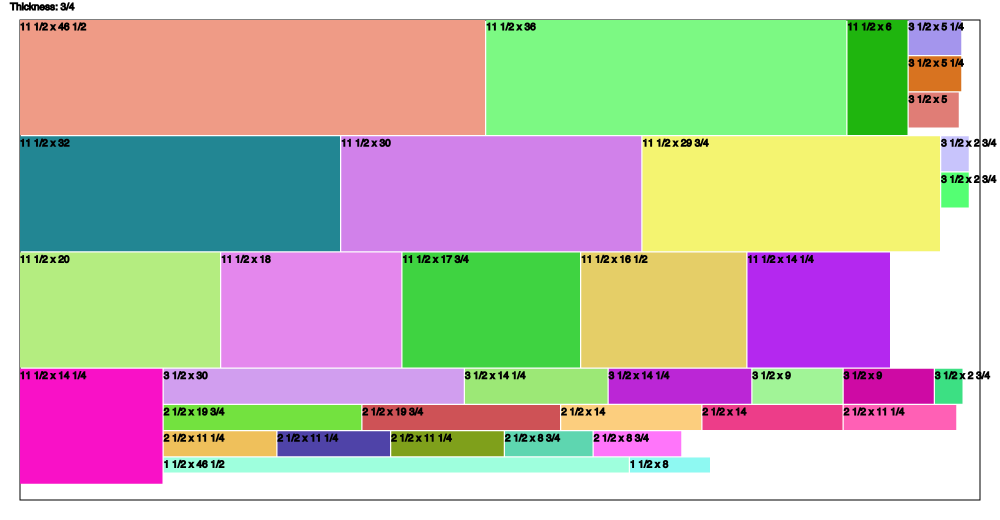 Thickness: 3/4
11 1/2 x 46 1/2
11 1/2 x 36
11 1/2 x 6
3 1/2 x 5 1/4
3 1/2 x 5 1/4
3 1/2 x 5
11 1/2 x 32
11 1/2 x 30
11 1/2 x 29 3/4
3 1/2 x 2 3/4
3 1/2 x 2 3/4
11 1/2 x 20
11 1/2 x 18
11 1/2 x 17 3/4
11 1/2 x 16 1/2
11 1/2 x 14 1/4
11 1/2 x 14 1/4
3 1/2 x 30
3 1/2 x 14 1/4
3 1/2 x 14 1/4
3 1/2 x 9
3 1/2 x 9
3 1/2 x 2 3/4
2 1/2 x 19 3/4
2 1/2 x 19 3/4
2 1/2 x 14
2 1/2 x 14
2 1/2 x 11 1/4
2 1/2 x 11 1/4
2 1/2 x 11 1/4
2 1/2 x 11 1/4
2 1/2 x 8 3/4
2 1/2 x 8 3/4
1 1/2 x 46 1/2
1 1/2 x 8